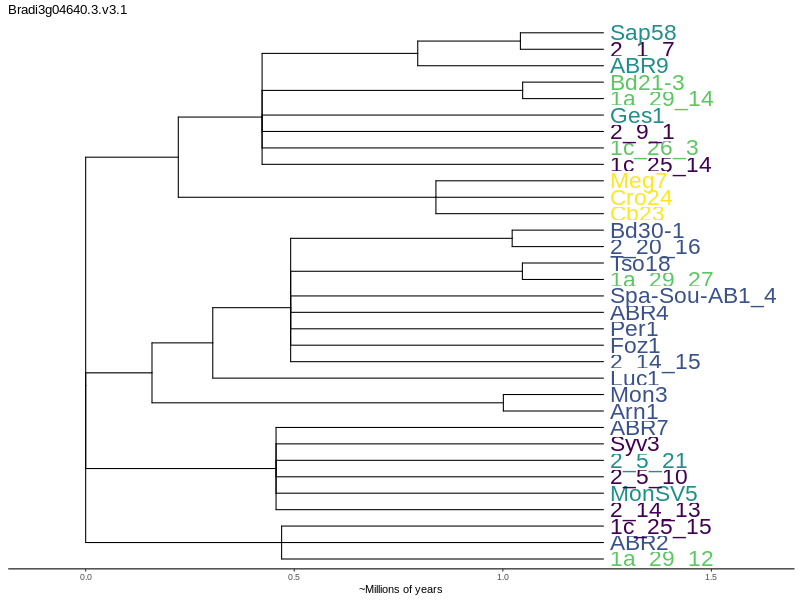 Bradi3g04640.3.v3.1
Sap58
2_1_7
ABR9
Bd21-3
1a_29_14
Ges1
2_9_1
1c_26_3
1c_25_14
Meg7
Cro24
Cb23
Bd30-1
2_20_16
Tso18
1a_29_27
Spa-Sou-AB1_4
ABR4
Per1
Foz1
2_14_15
Luc1
Mon3
Arn1
ABR7
Syv3
2_5_21
2_5_10
MonSV5
2_14_13
1c_25_15
ABR2
1a_29_12
0.0 0.5 1.0 1.5
~Millions of years